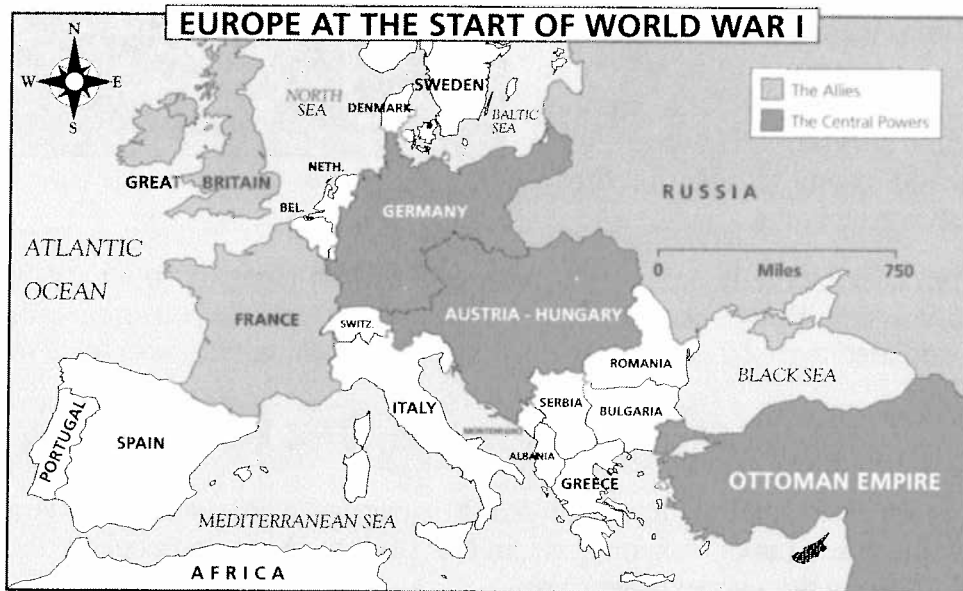 EUROPE AT THE START OF WORLD WAR I
N
W
E
S
The Allies
The Central Powers
NORTH
SEA
SWEDEN
DENMARK
BALTIC
SEA
GREAT BRITAIN
NETH.
BEL.
GERMANY
RUSSIA
0
Miles
750
ATLANTIC
OCEAN
FRANCE
SWITZ.
AUSTRIA - HUNGARY
ROMANIA
BLACK SEA
PORTUGAL
SPAIN
ITALY
SERBIA
BULGARIA
MONTENEGRO
ALBANIA
GREECE
OTTOMAN EMPIRE
MEDITERRANEAN SEA
AFRICA